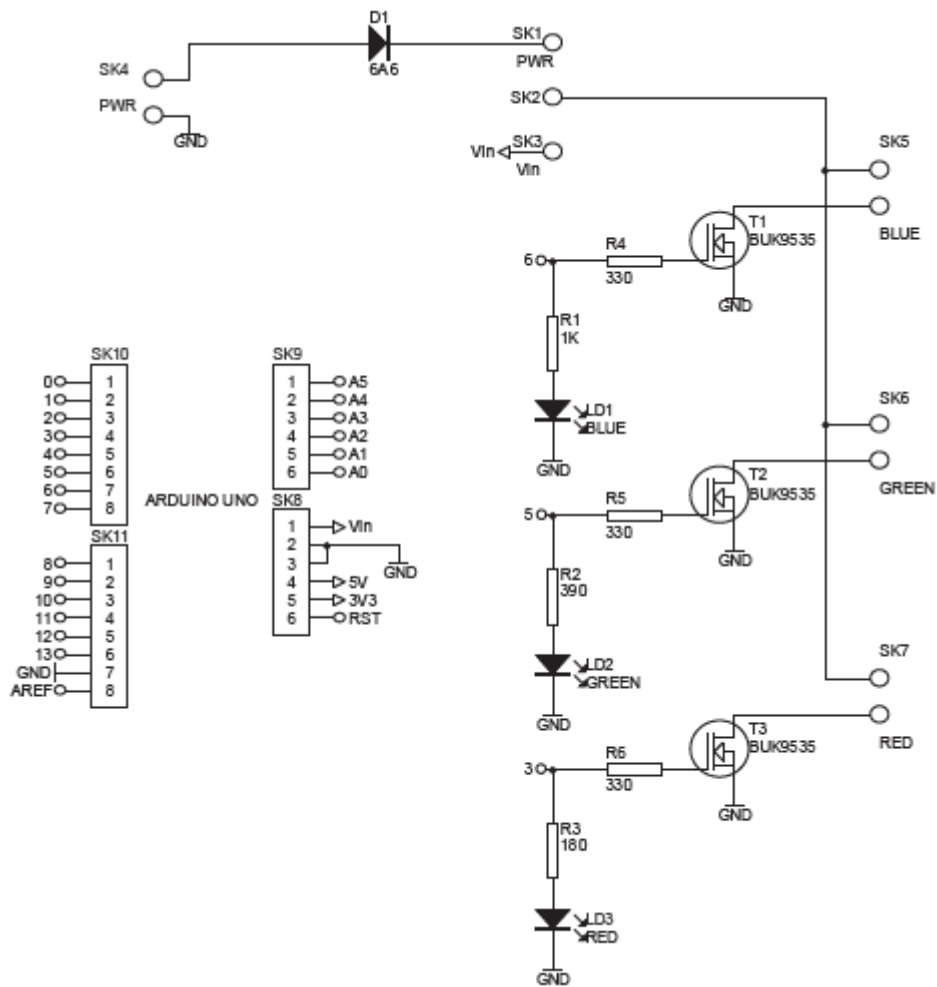 D1
6A6
SK1
PWR
SK4
PWR
GND
SK2
SK3
Vin
Vin
SK5
BLUE
T1
BUK9535
R4
330
6
GND
R1
1K
LD1
BLUE
GND
SK10
0 1
1 2
2 3
3 4
4 5
5 6
6 7
7 8
ARDUINO UNO
SK9
1 A5
2 A4
3 A3
4 A2
5 A1
6 A0
SK8
1 Vin
2
3
GND
4 5V
5 3V3
6 RST
SK11
8 1
9 2
10 3
11 4
12 5
13 6
GND 7
AREF 8
SK6
GREEN
T2
BUK9535
R5
330
5
GND
R2
390
LD2
GREEN
GND
SK7
RED
T3
BUK9535
R6
330
3
GND
R3
180
LD3
RED
GND